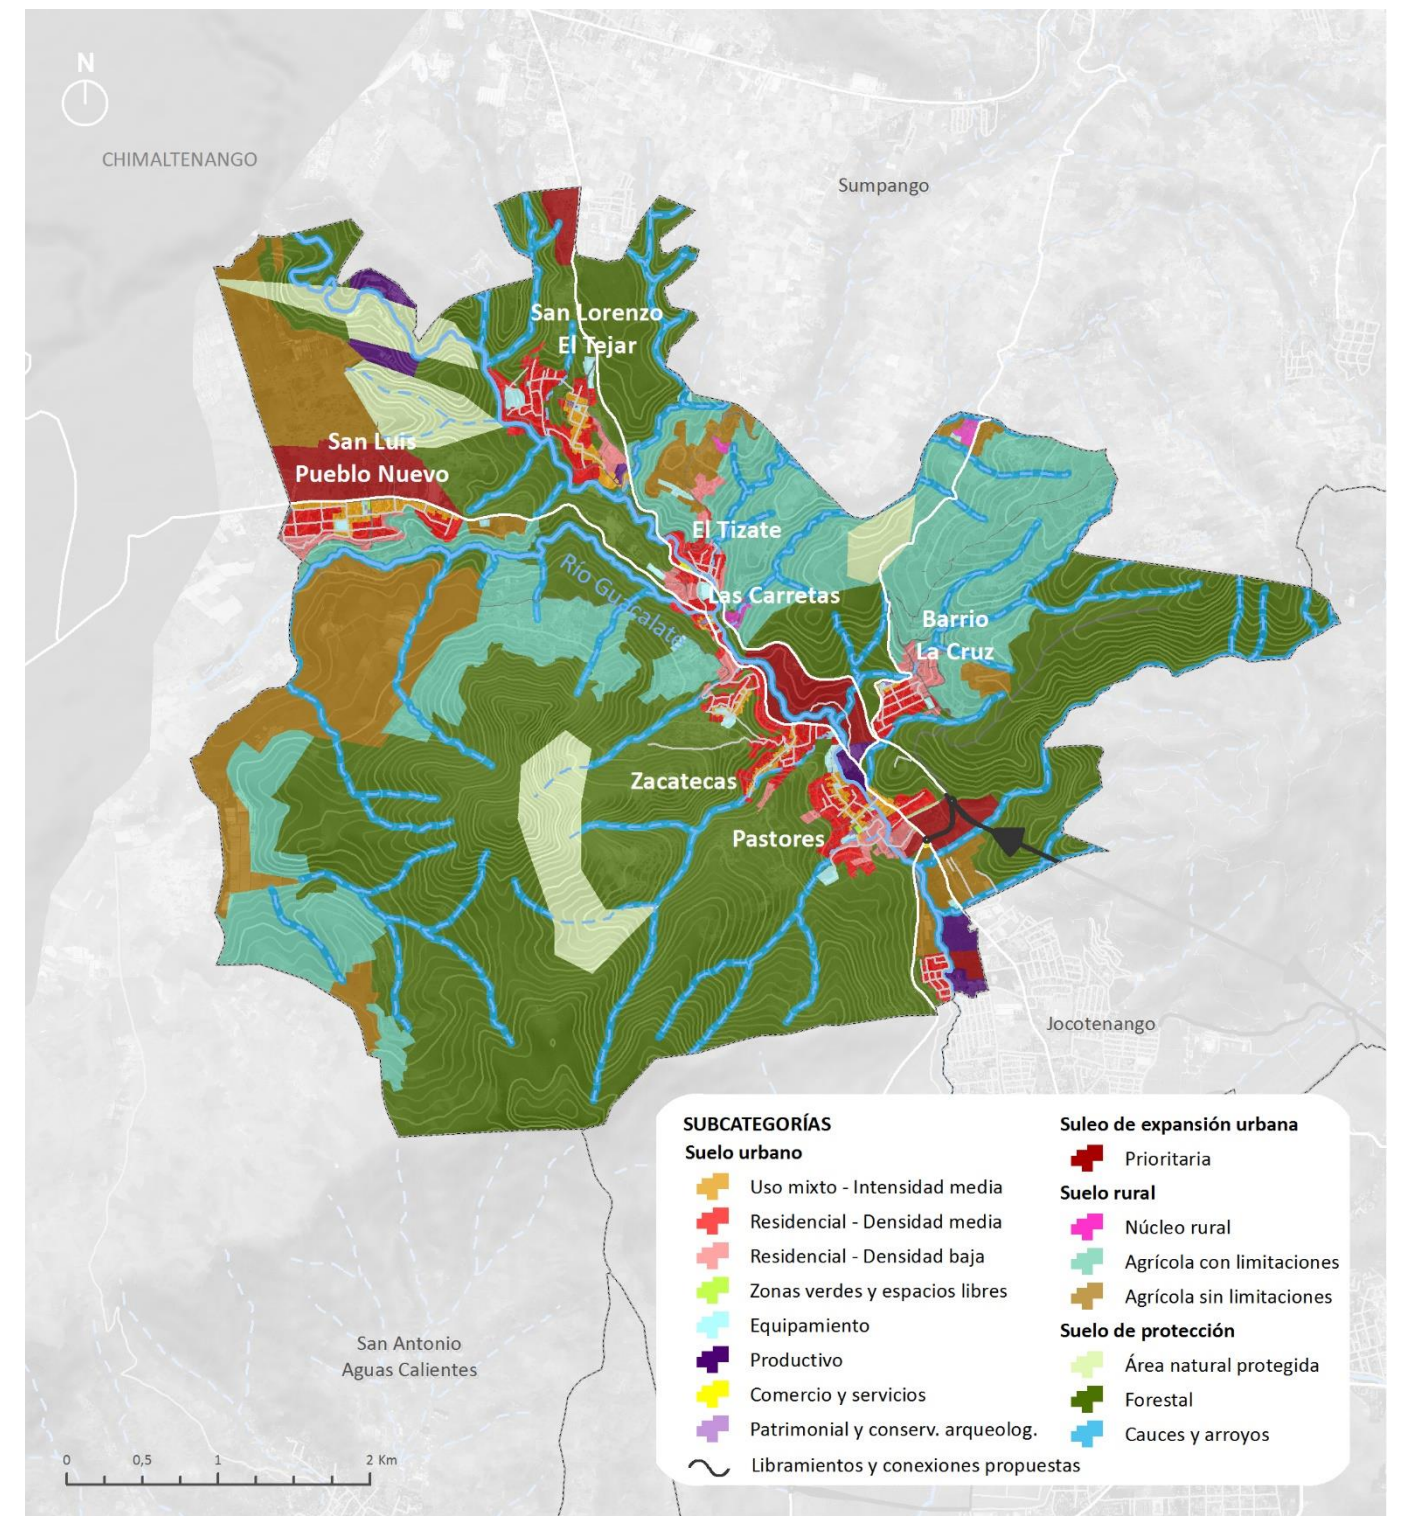 N
CHIMALTENANGO
Sumpango
San Lorenzo
El Tejar
San Luis
Pueblo Nuevo
El Tizate
Río Guacalate
Las Carretas
Barrio
La Cruz
Zacatecas
Pastores
Jocotenango
San Antonio
Aguas Calientes
SUBCATEGORÍAS
Suelo urbano
Uso mixto - Intensidad media
Residencial - Densidad media
Residencial - Densidad baja
Zonas verdes y espacios libres
Equipamiento
Productivo
Comercio y servicios
Patrimonial y conserv. arqueolog.
Libramientos y conexiones propuestas
Suleo de expansión urbana
Prioritaria
Suelo rural
Núcleo rural
Agrícola con limitaciones
Agrícola sin limitaciones
Suelo de protección
Área natural protegida
Forestal
Cauces y arroyos
0 0,5 1 2 Km